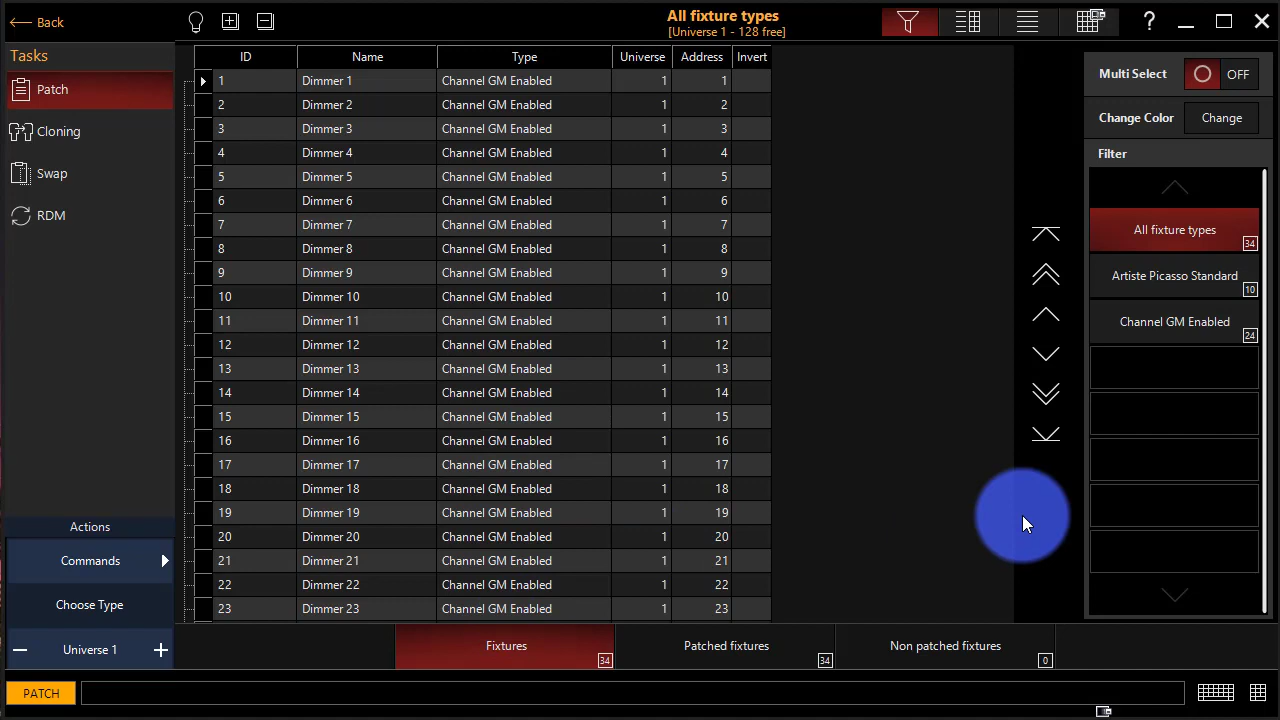 Back
All fixture types
[Universe 1 - 128 free]
?
Tasks
Patch
Cloning
Swap
RDM
ID Name Type Universe Address Invert
1 Dimmer 1 Channel GM Enabled 1 1
2 Dimmer 2 Channel GM Enabled 1 2
3 Dimmer 3 Channel GM Enabled 1 3
4 Dimmer 4 Channel GM Enabled 1 4
5 Dimmer 5 Channel GM Enabled 1 5
6 Dimmer 6 Channel GM Enabled 1 6
7 Dimmer 7 Channel GM Enabled 1 7
8 Dimmer 8 Channel GM Enabled 1 8
9 Dimmer 9 Channel GM Enabled 1 9
10 Dimmer 10 Channel GM Enabled 1 10
11 Dimmer 11 Channel GM Enabled 1 11
12 Dimmer 12 Channel GM Enabled 1 12
13 Dimmer 13 Channel GM Enabled 1 13
14 Dimmer 14 Channel GM Enabled 1 14
15 Dimmer 15 Channel GM Enabled 1 15
16 Dimmer 16 Channel GM Enabled 1 16
17 Dimmer 17 Channel GM Enabled 1 17
18 Dimmer 18 Channel GM Enabled 1 18
19 Dimmer 19 Channel GM Enabled 1 19
20 Dimmer 20 Channel GM Enabled 1 20
21 Dimmer 21 Channel GM Enabled 1 21
22 Dimmer 22 Channel GM Enabled 1 22
23 Dimmer 23 Channel GM Enabled 1 23
Multi Select OFF
Change Color Change
Filter
All fixture types
34
Artiste Picasso Standard
10
Channel GM Enabled
24
Actions
Commands
Choose Type
Universe 1
Fixtures
34
Patched fixtures
34
Non patched fixtures
0
PATCH